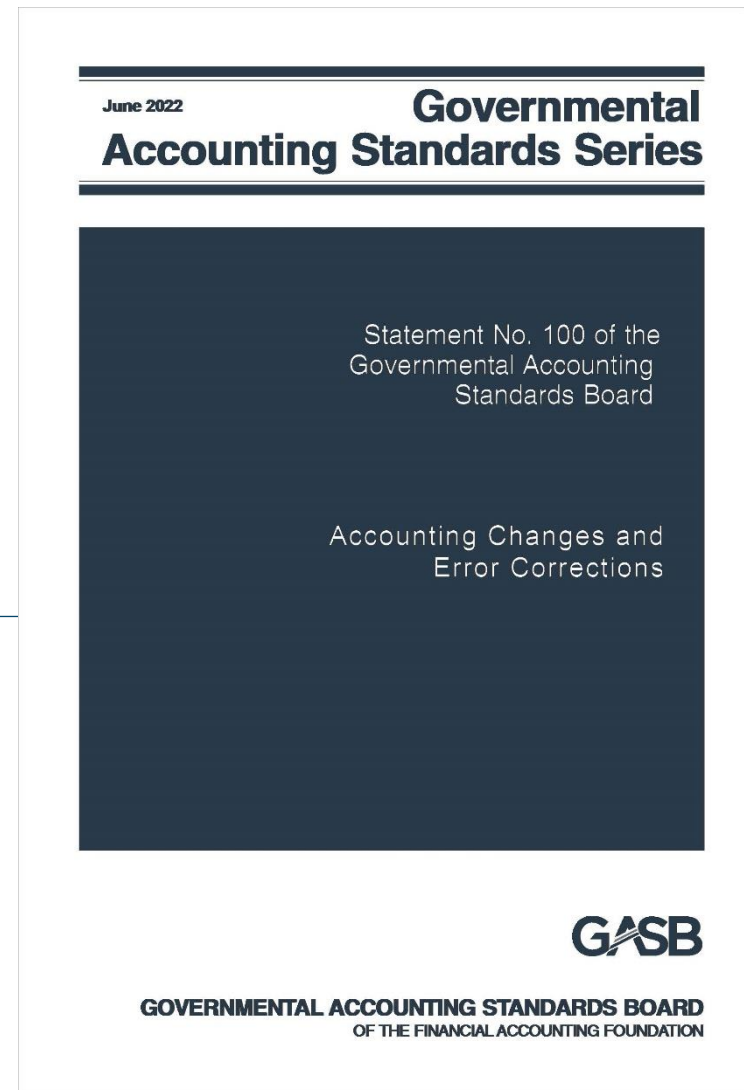 June 2022
Governmental
Accounting Standards Series
Statement No. 100 of the
Governmental Accounting
Standards Board
Accounting Changes and
Error Corrections
GASB
GOVERNMENTAL ACCOUNTING STANDARDS BOARD
OF THE FINANCIAL ACCOUNTING FOUNDATION